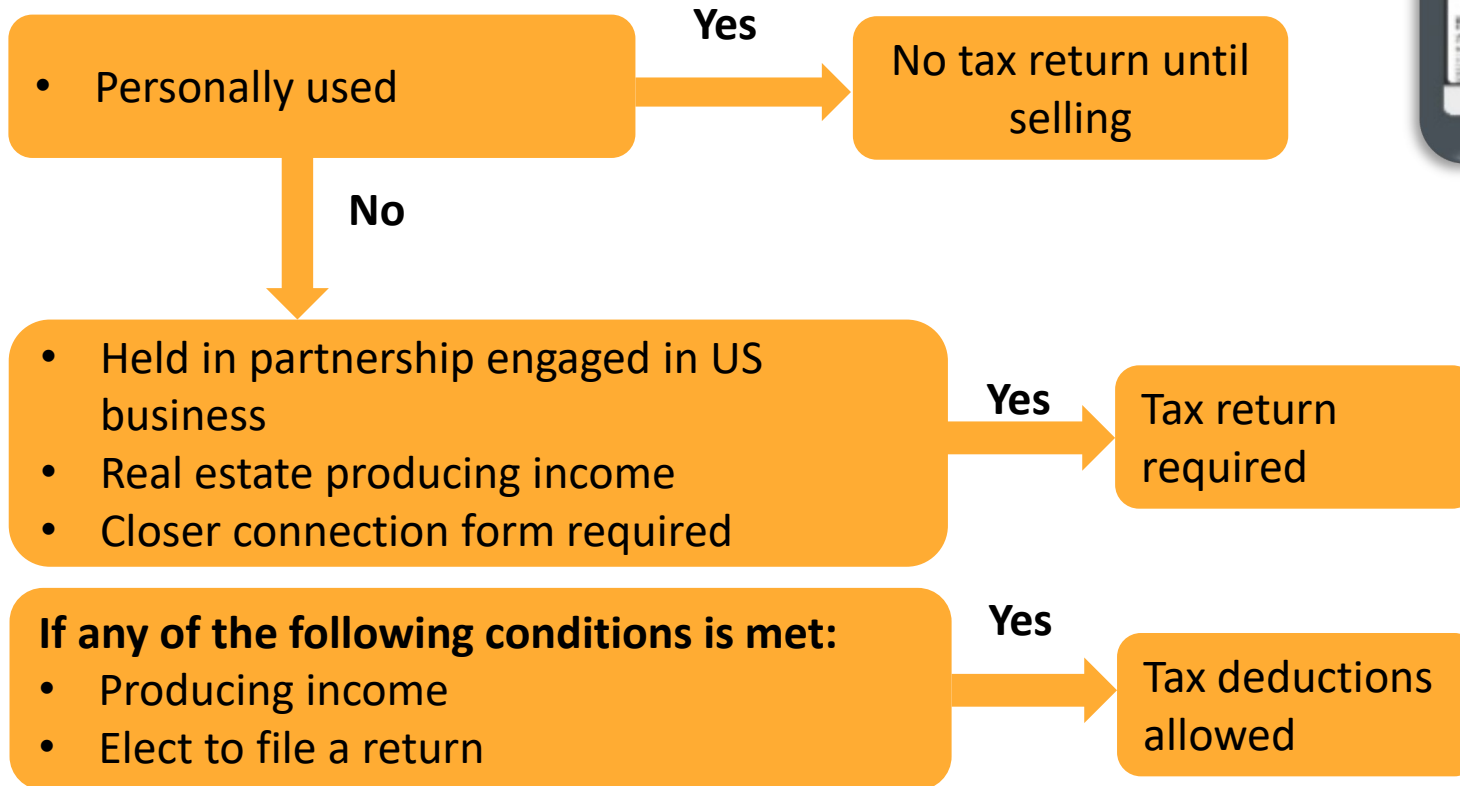 Yes
• Personally used
No tax return until
selling
No
• Held in partnership engaged in US
business
• Real estate producing income
• Closer connection form required
Yes
Tax return
required
If any of the following conditions is met:
• Producing income
• Elect to file a return
Yes
Tax deductions
allowed